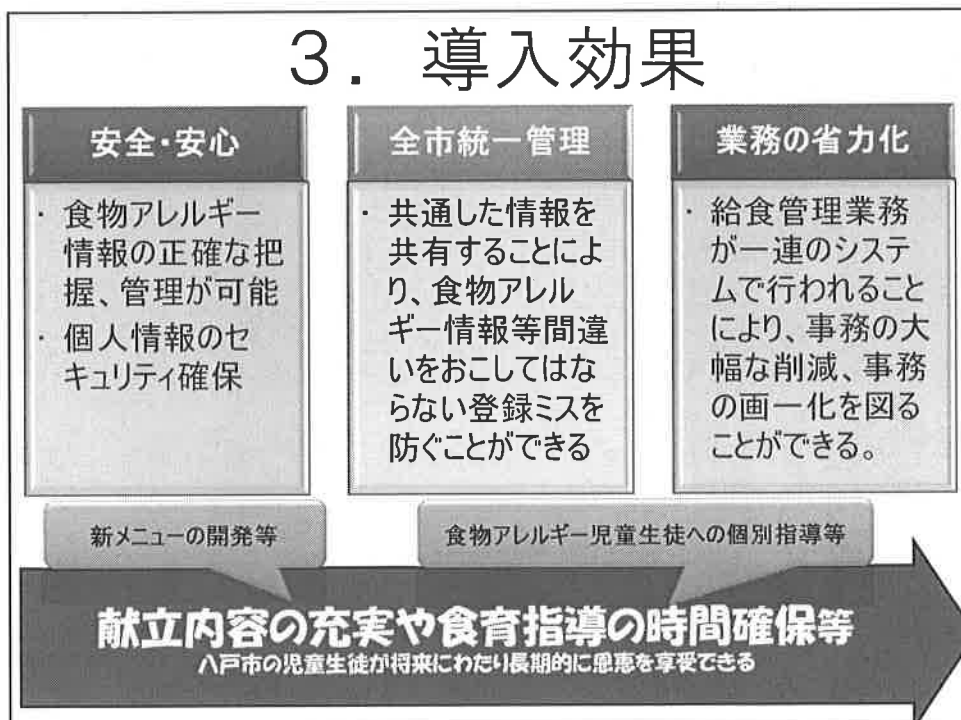 ３．導入効果
安全・安心
・ 食物アレルギー
情報の正確な把
握、管理が可能
・ 個人情報のセ
キュリティ確保
全市統一管理
・ 共通した情報を
共有することによ
り、食物アレル
ギー情報等間違
いをおこしてはな
らない登録ミスを
防ぐことができる
業務の省力化
・ 給食管理業務
が一連のシステ
ムで行われること
により、事務の大
幅な削減、事務
の画一化を図る
ことができる。
新メニューの開発等
食物アレルギー児童生徒への個別指導等
献立内容の充実や食育指導の時間確保等
八戸市の児童生徒が将来にわたり長期的に恩恵を享受できる